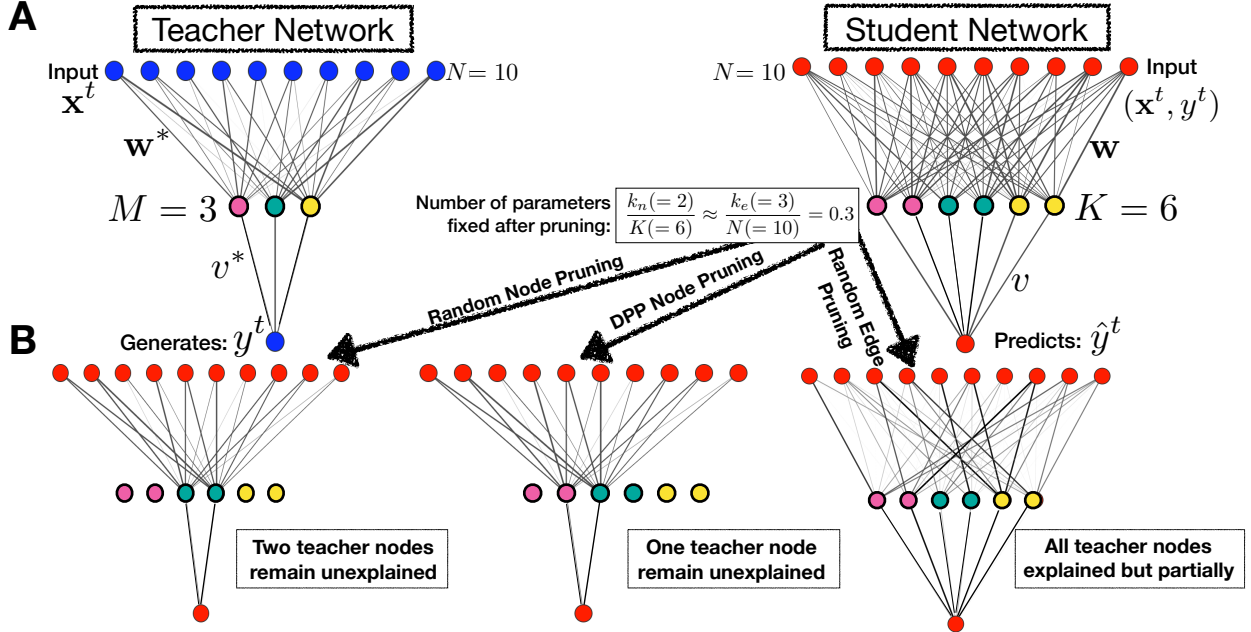 A
Teacher Network
Student Network
Input
N = 10
N = 10
Input
x^t
(x^t, y^t)
w*
w
M = 3
Number of parameters
fixed after pruning:
k_n(=2)/K(=6) ≈ k_e(=3)/N(=10) = 0.3
K = 6
v*
v
Random Node Pruning
DPP Node Pruning
Random Edge
Pruning
B
Generates: y^t
Predicts: ŷ^t
Two teacher nodes
remain unexplained
One teacher node
remain unexplained
All teacher nodes
explained but partially